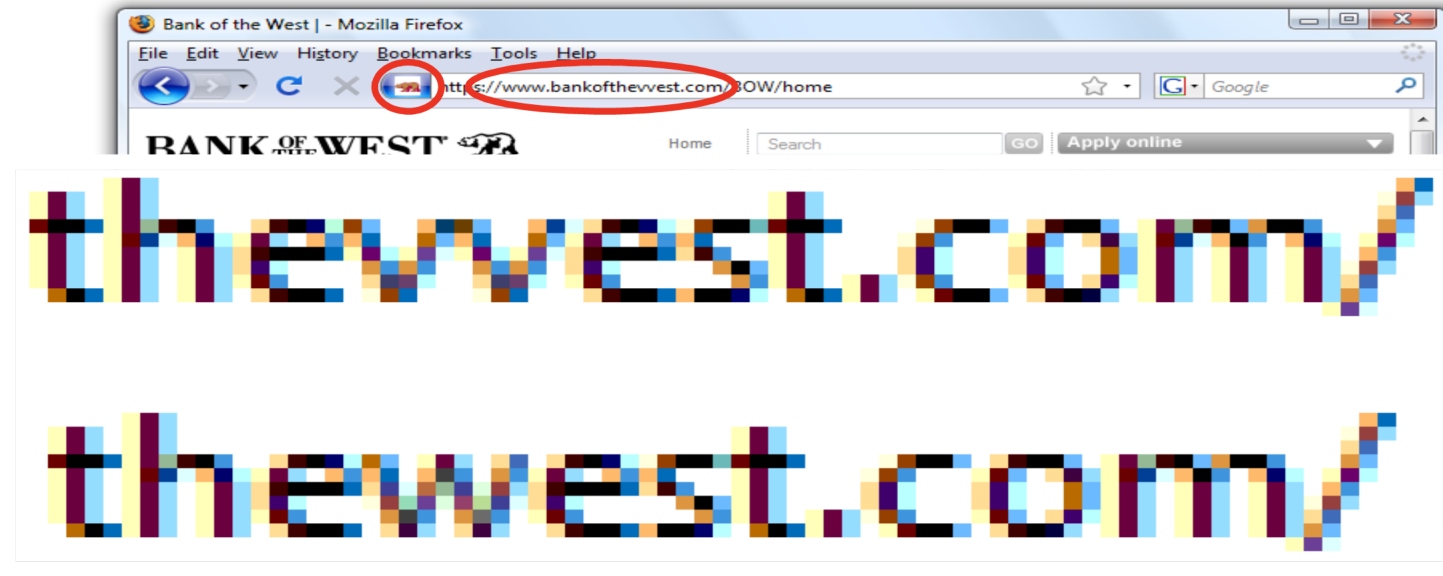 Bank of the West | - Mozilla Firefox
File Edit View History Bookmarks Tools Help
https://www.bankofthevvest.com/BOW/home G Google
BANK OF THE WEST Home Search GO Apply online
thevvest.com/
thewest.com/